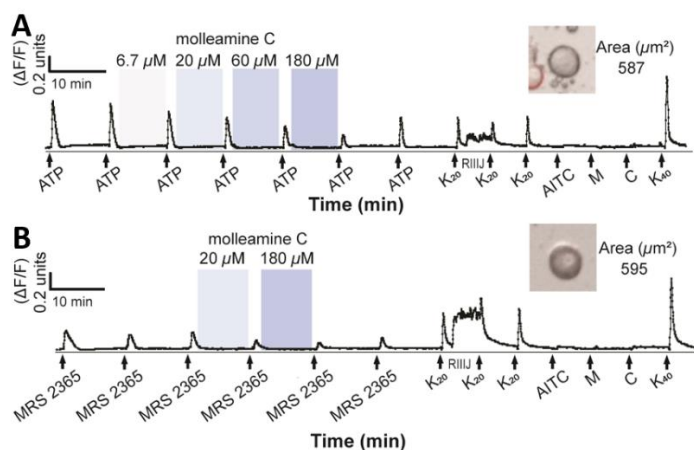 A
(ΔF/F)
0.2 units
10 min
molleamine C
6.7 µM 20 µM 60 µM 180 µM
Area (µm²)
587
ATP ATP ATP ATP ATP ATP ATP K₂₀ RIIIJ K₂₀ K₂₀ AITC M C K₄₀
Time (min)
B
(ΔF/F)
0.2 units
10 min
molleamine C
20 µM 180 µM
Area (µm²)
595
MRS 2365 MRS 2365 MRS 2365 MRS 2365 MRS 2365 MRS 2365 K₂₀ RIIIJ K₂₀ K₂₀ AITC M C K₄₀
Time (min)